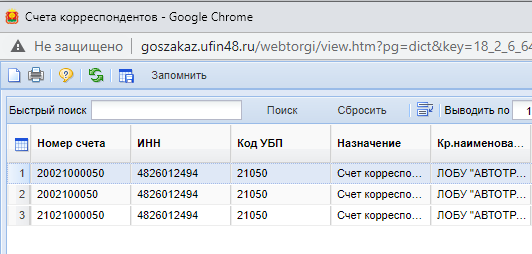 Счета корреспондентов - Google Chrome
Не защищено goszakaz.ufin48.ru/webtorgi/view.htm?pg=dict&key=18_2_6_64
Запомнить
Быстрый поиск Поиск Сбросить Выводить по 1
Номер счета ИНН Код УБП Назначение Кр.наименова...
1 20021000050 4826012494 21050 Счет корреспо... ЛОБУ "АВТОТР...
2 2002100050 4826012494 21050 Счет корреспо... ЛОБУ "АВТОТР...
3 21021000050 4826012494 21050 Счет корреспо... ЛОБУ "АВТОТР...